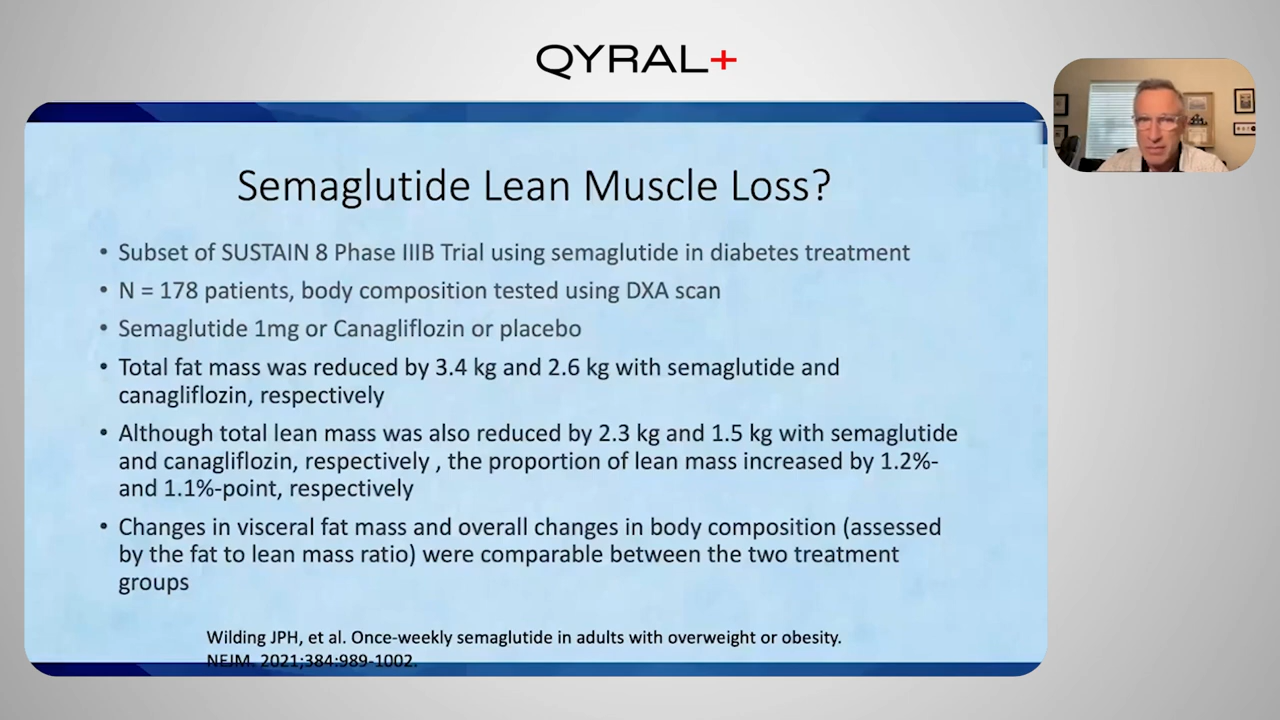 QYRAL+
Semaglutide Lean Muscle Loss?
• Subset of SUSTAIN 8 Phase IIIB Trial using semaglutide in diabetes treatment
• N = 178 patients, body composition tested using DXA scan
• Semaglutide 1mg or Canagliflozin or placebo
• Total fat mass was reduced by 3.4 kg and 2.6 kg with semaglutide and
canagliflozin, respectively
• Although total lean mass was also reduced by 2.3 kg and 1.5 kg with semaglutide
and canagliflozin, respectively , the proportion of lean mass increased by 1.2%-
and 1.1%-point, respectively
• Changes in visceral fat mass and overall changes in body composition (assessed
by the fat to lean mass ratio) were comparable between the two treatment
groups
Wilding JPH, et al. Once-weekly semaglutide in adults with overweight or obesity.
NEJM. 2021;384:989-1002.